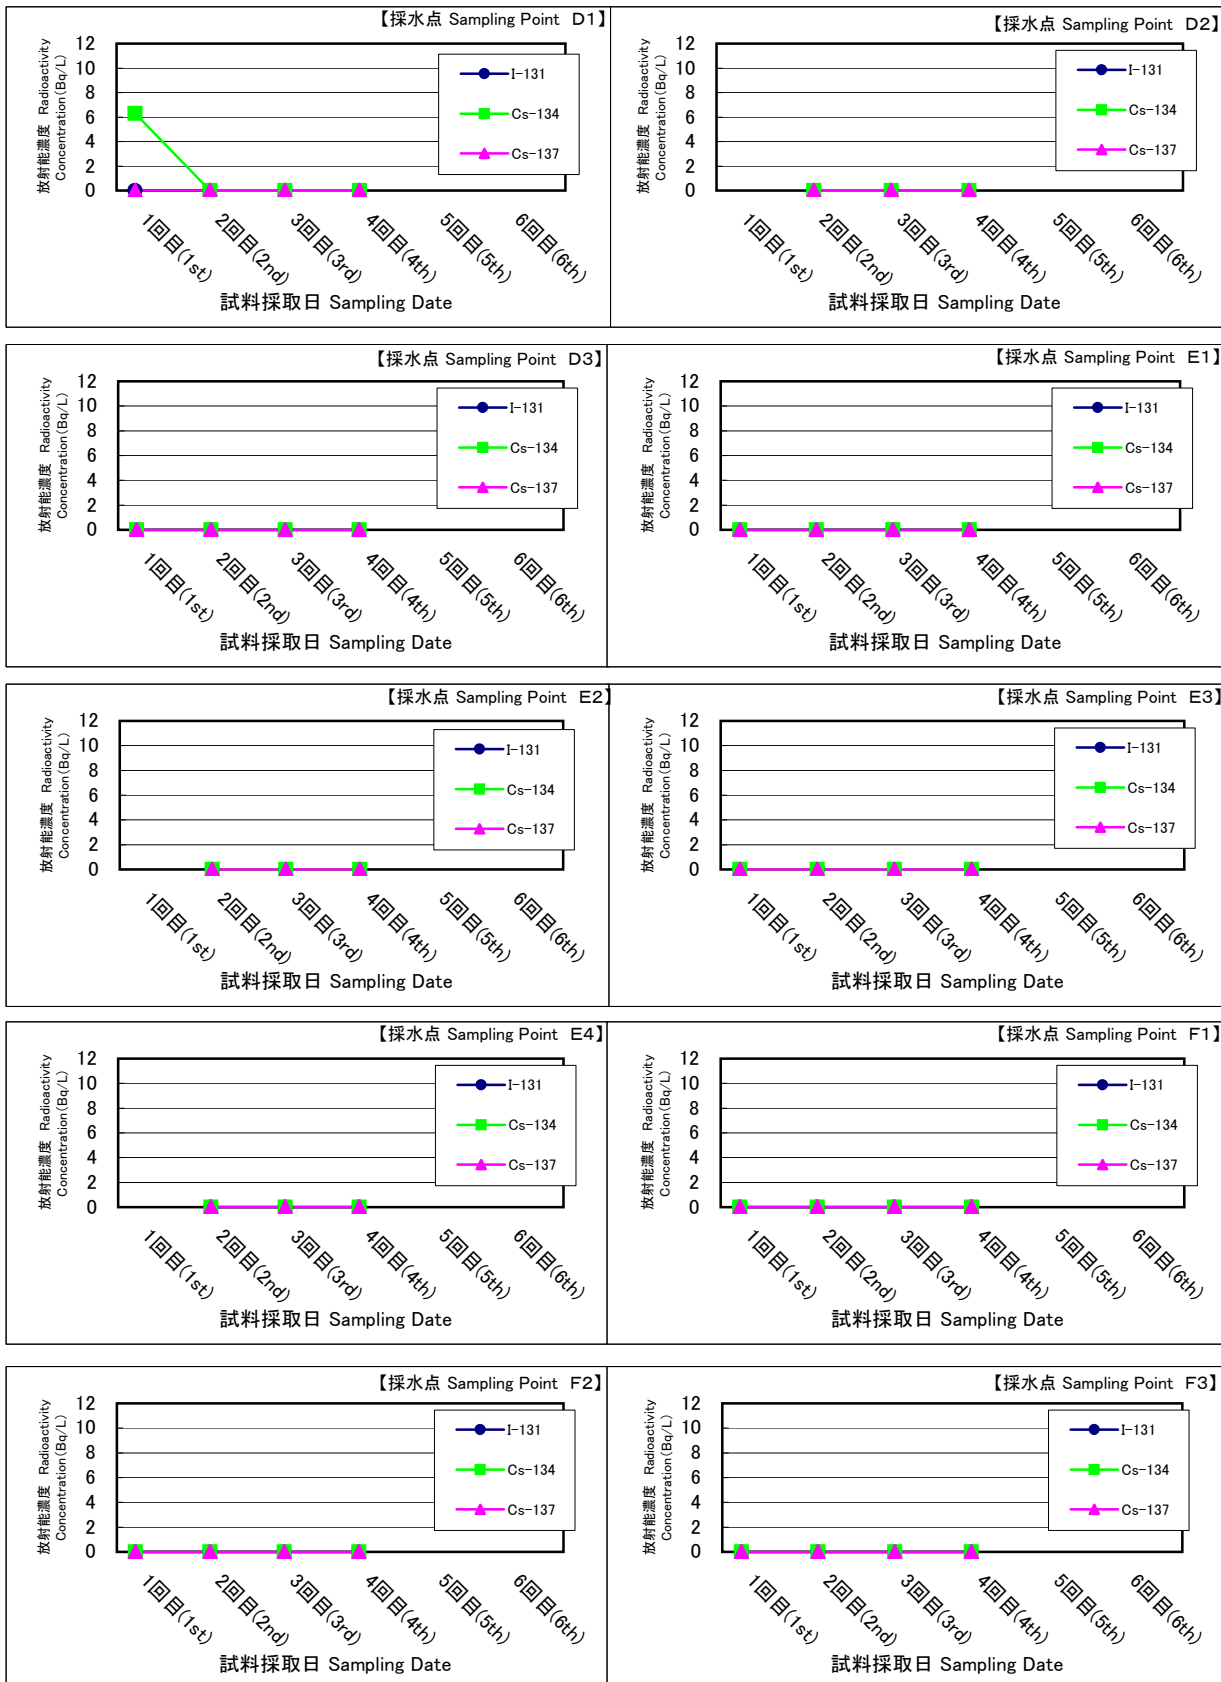 【採水点 Sampling Point D1】
放射能濃度 Radioactivity
Concentration(Bq/L)
12
10
8
6
4
2
0
I-131
Cs-134
Cs-137
1回目(1st)
2回目(2nd)
3回目(3rd)
4回目(4th)
5回目(5th)
6回目(6th)
試料採取日 Sampling Date
【採水点 Sampling Point D2】
放射能濃度 Radioactivity
Concentration(Bq/L)
12
10
8
6
4
2
0
I-131
Cs-134
Cs-137
1回目(1st)
2回目(2nd)
3回目(3rd)
4回目(4th)
5回目(5th)
6回目(6th)
試料採取日 Sampling Date
【採水点 Sampling Point D3】
放射能濃度 Radioactivity
Concentration(Bq/L)
12
10
8
6
4
2
0
I-131
Cs-134
Cs-137
1回目(1st)
2回目(2nd)
3回目(3rd)
4回目(4th)
5回目(5th)
6回目(6th)
試料採取日 Sampling Date
【採水点 Sampling Point E1】
放射能濃度 Radioactivity
Concentration(Bq/L)
12
10
8
6
4
2
0
I-131
Cs-134
Cs-137
1回目(1st)
2回目(2nd)
3回目(3rd)
4回目(4th)
5回目(5th)
6回目(6th)
試料採取日 Sampling Date
【採水点 Sampling Point E2】
放射能濃度 Radioactivity
Concentration(Bq/L)
12
10
8
6
4
2
0
I-131
Cs-134
Cs-137
1回目(1st)
2回目(2nd)
3回目(3rd)
4回目(4th)
5回目(5th)
6回目(6th)
試料採取日 Sampling Date
【採水点 Sampling Point E3】
放射能濃度 Radioactivity
Concentration(Bq/L)
12
10
8
6
4
2
0
I-131
Cs-134
Cs-137
1回目(1st)
2回目(2nd)
3回目(3rd)
4回目(4th)
5回目(5th)
6回目(6th)
試料採取日 Sampling Date
【採水点 Sampling Point E4】
放射能濃度 Radioactivity
Concentration(Bq/L)
12
10
8
6
4
2
0
I-131
Cs-134
Cs-137
1回目(1st)
2回目(2nd)
3回目(3rd)
4回目(4th)
5回目(5th)
6回目(6th)
試料採取日 Sampling Date
【採水点 Sampling Point F1】
放射能濃度 Radioactivity
Concentration(Bq/L)
12
10
8
6
4
2
0
I-131
Cs-134
Cs-137
1回目(1st)
2回目(2nd)
3回目(3rd)
4回目(4th)
5回目(5th)
6回目(6th)
試料採取日 Sampling Date
【採水点 Sampling Point F2】
放射能濃度 Radioactivity
Concentration(Bq/L)
12
10
8
6
4
2
0
I-131
Cs-134
Cs-137
1回目(1st)
2回目(2nd)
3回目(3rd)
4回目(4th)
5回目(5th)
6回目(6th)
試料採取日 Sampling Date
【採水点 Sampling Point F3】
放射能濃度 Radioactivity
Concentration(Bq/L)
12
10
8
6
4
2
0
I-131
Cs-134
Cs-137
1回目(1st)
2回目(2nd)
3回目(3rd)
4回目(4th)
5回目(5th)
6回目(6th)
試料採取日 Sampling Date